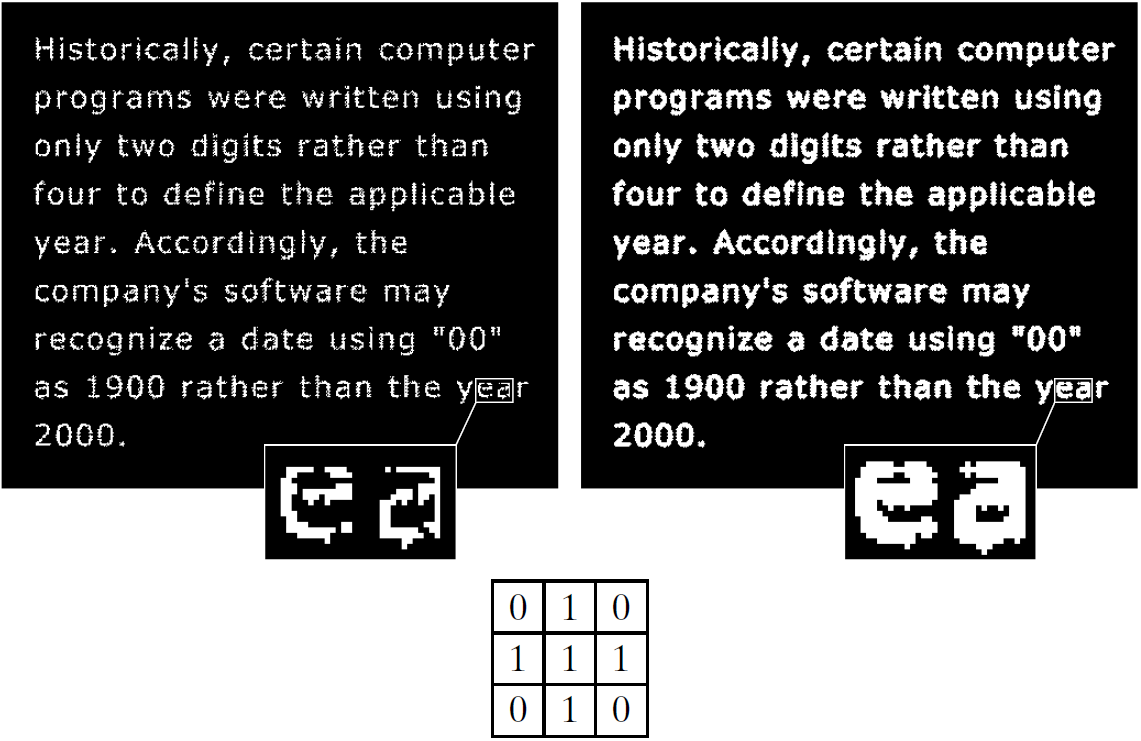 Historically, certain computer
programs were written using
only two digits rather than
four to define the applicable
year. Accordingly, the
company's software may
recognize a date using "00"
as 1900 rather than the year
2000.
ea
Historically, certain computer
programs were written using
only two digits rather than
four to define the applicable
year. Accordingly, the
company's software may
recognize a date using "00"
as 1900 rather than the year
2000.
ea
0 1 0
1 1 1
0 1 0